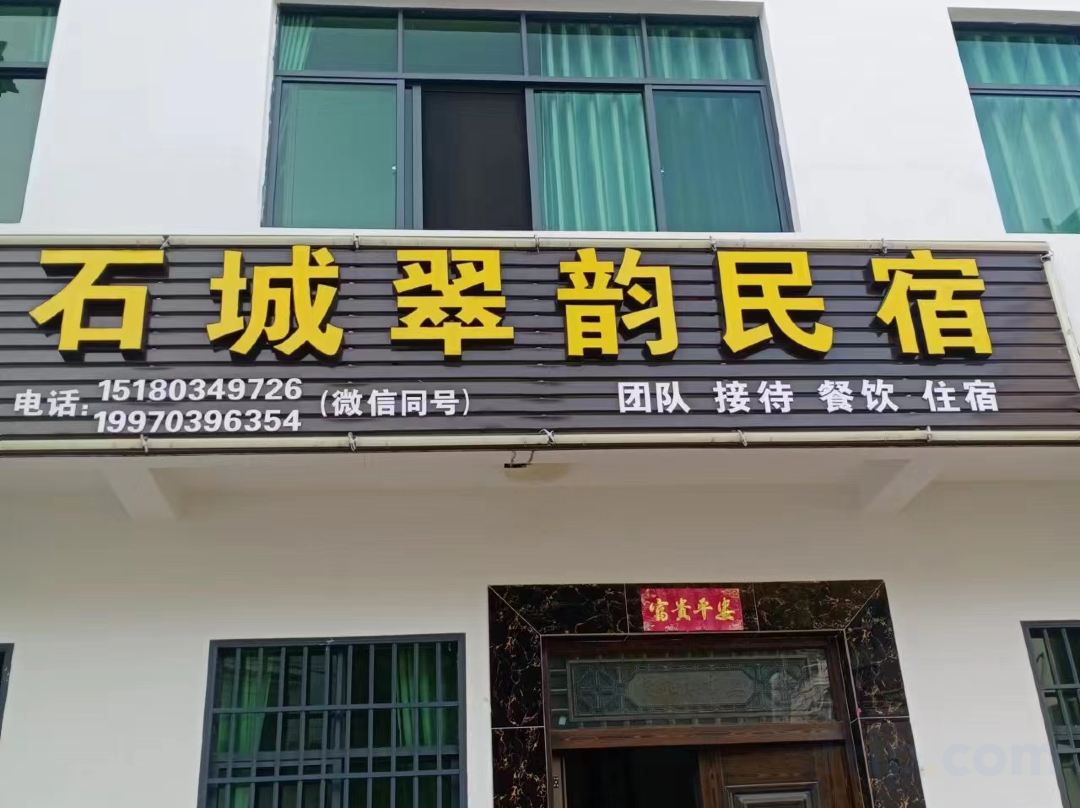 石城翠韵民宿
电话: 15180349726
19970396354
(微信同号)
团队 接待 餐饮 住宿
富贵平安
.com